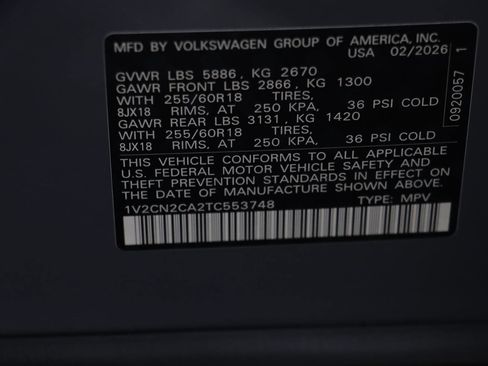 MFD BY VOLKSWAGEN GROUP OF AMERICA, INC.
USA 02/2026
GVWR LBS 5886, KG 2670
GAWR FRONT LBS 2866, KG 1300
WITH 255/60R18 TIRES,
8JX18 RIMS, AT 250 KPA, 36 PSI COLD
GAWR REAR LBS 3131, KG 1420
WITH 255/60R18 TIRES,
8JX18 RIMS, AT 250 KPA, 36 PSI COLD
THIS VEHICLE CONFORMS TO ALL APPLICABLE
U.S. FEDERAL MOTOR VEHICLE SAFETY AND
THEFT PREVENTION STANDARDS IN EFFECT ON
THE DATE OF MANUFACTURE SHOWN ABOVE.
1V2CN2CA2TC553748 TYPE: MPV
0920057 1